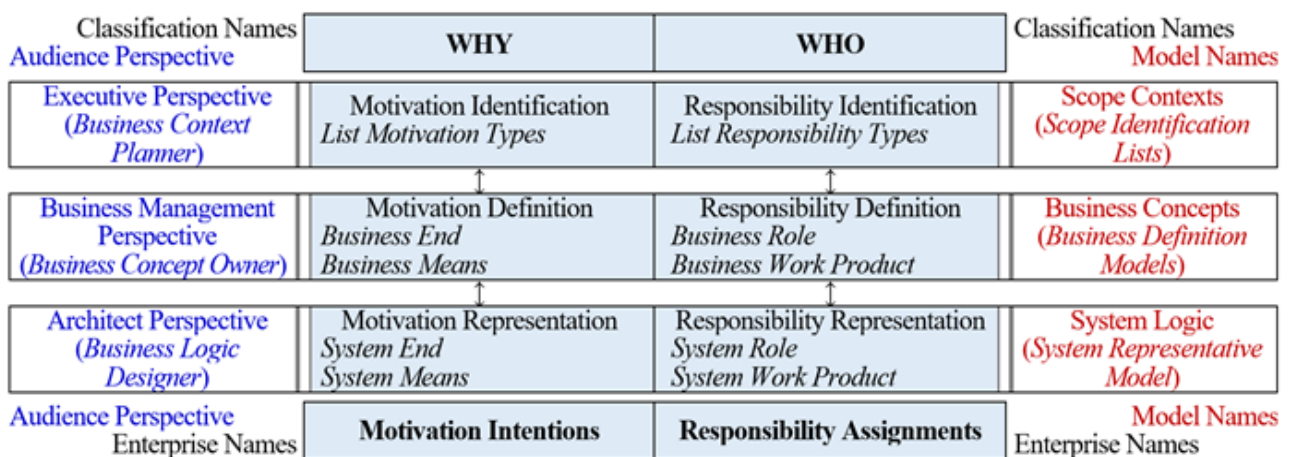 Classification Names
Audience Perspective
WHY
WHO
Classification Names
Model Names
Executive Perspective
(Business Context
Planner)
Motivation Identification
List Motivation Types
Responsibility Identification
List Responsibility Types
Scope Contexts
(Scope Identification
Lists)
Business Management
Perspective
(Business Concept Owner)
Motivation Definition
Business End
Business Means
Responsibility Definition
Business Role
Business Work Product
Business Concepts
(Business Definition
Models)
Architect Perspective
(Business Logic
Designer)
Motivation Representation
System End
System Means
Responsibility Representation
System Role
System Work Product
System Logic
(System Representative
Model)
Audience Perspective
Enterprise Names
Motivation Intentions
Responsibility Assignments
Model Names
Enterprise Names